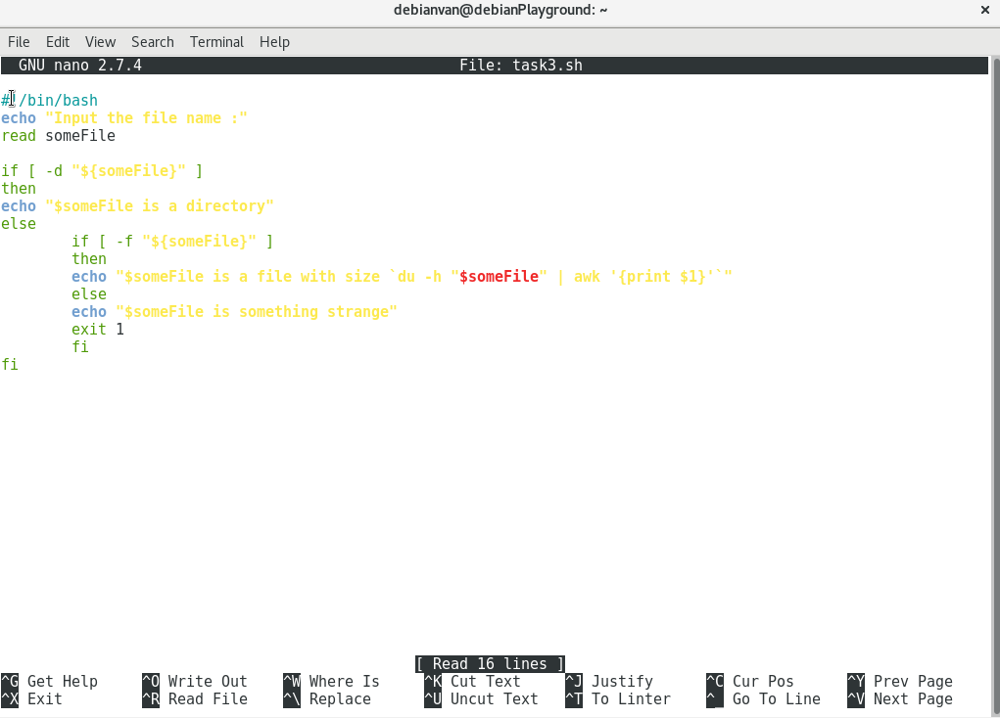 debianvan@debianPlayground: ~ ×
File Edit View Search Terminal Help
GNU nano 2.7.4 File: task3.sh
#!/bin/bash
echo "Input the file name :"
read someFile
if [ -d "${someFile}" ]
then
echo "$someFile is a directory"
else
if [ -f "${someFile}" ]
then
echo "$someFile is a file with size `du -h "$someFile" | awk '{print $1}'`"
else
echo "$someFile is something strange"
exit 1
fi
fi
[ Read 16 lines ]
^G Get Help ^O Write Out ^W Where Is ^K Cut Text ^J Justify ^C Cur Pos ^Y Prev Page
^X Exit ^R Read File ^\ Replace ^U Uncut Text ^T To Linter ^_ Go To Line ^V Next Page